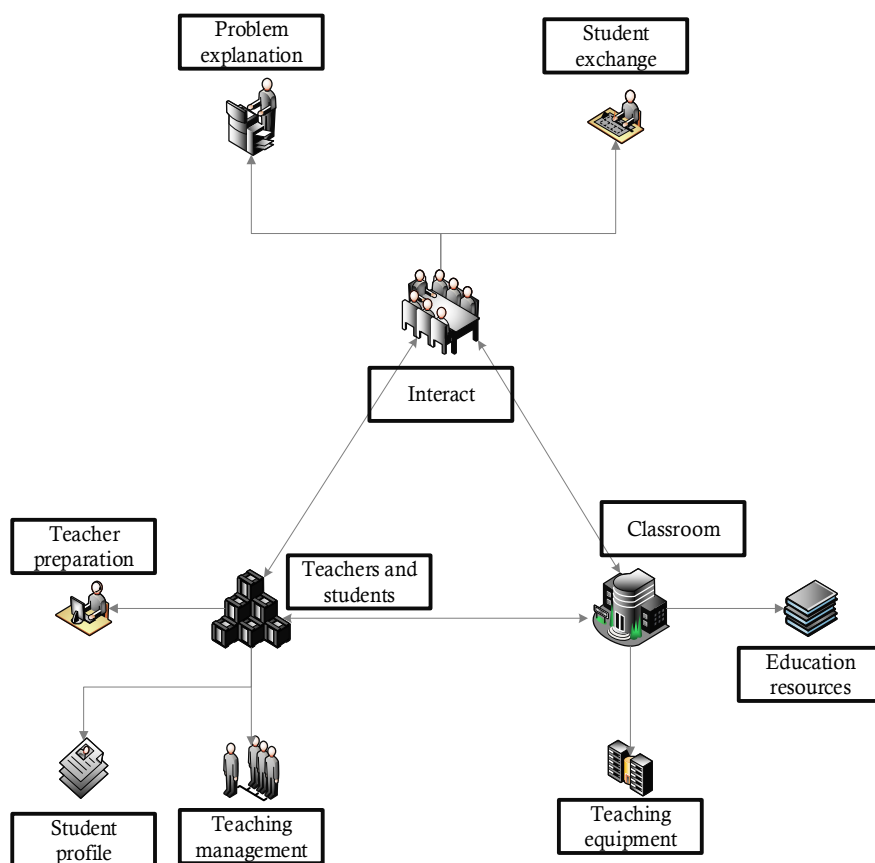 Problem
explanation
Student
exchange
Interact
Classroom
Teacher
preparation
Teachers and
students
Education
resources
Student
profile
Teaching
management
Teaching
equipment